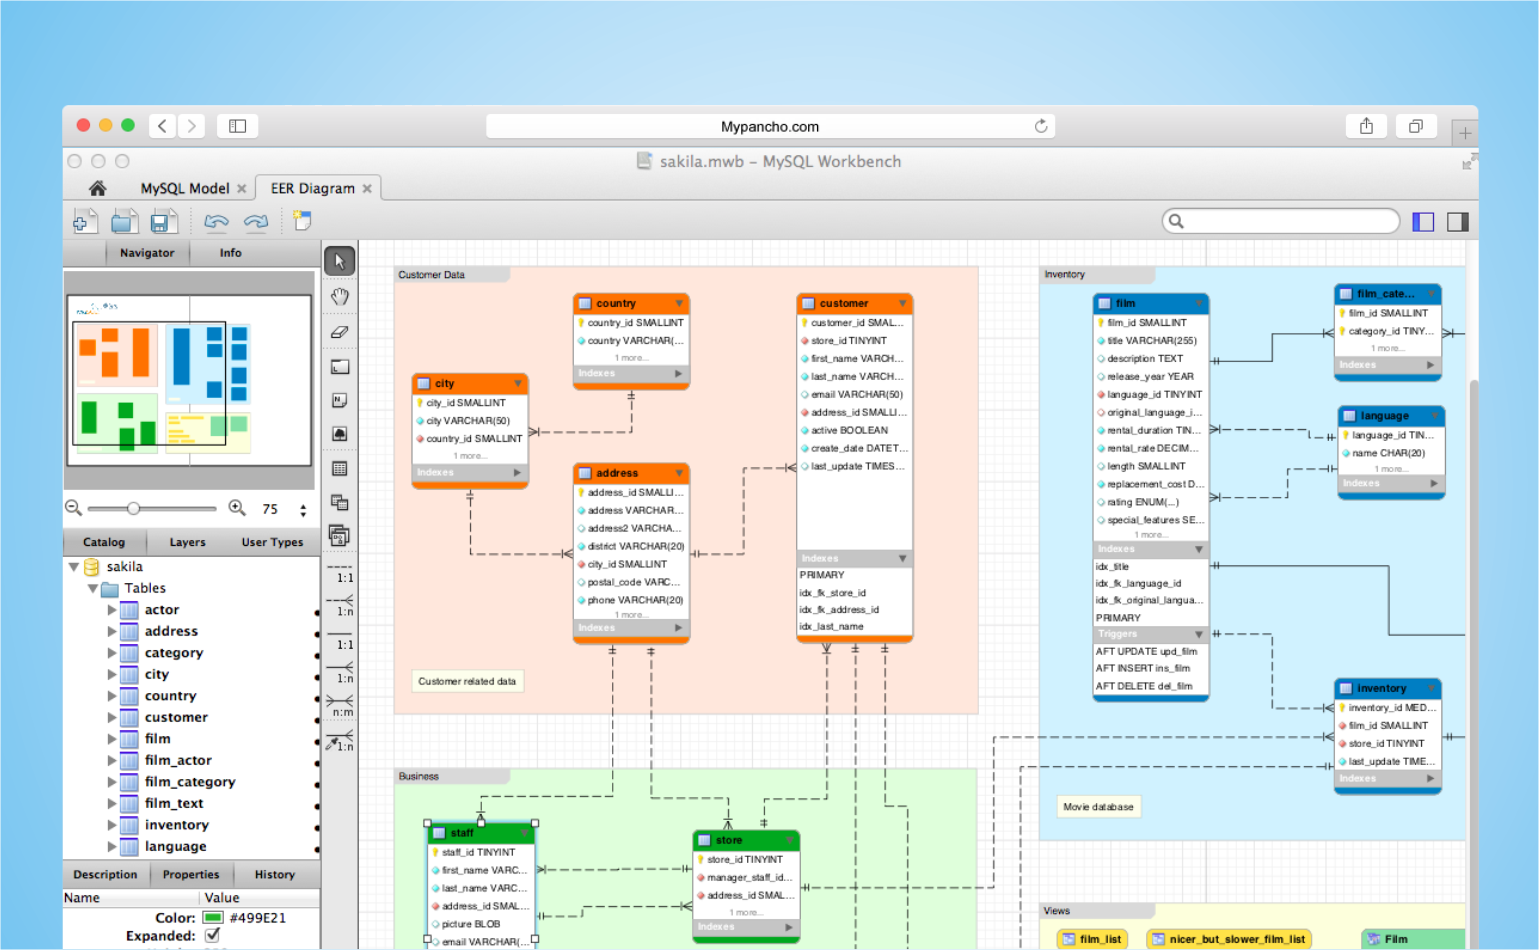 Mypancho.com
sakila.mwb – MySQL Workbench
MySQL Model
EER Diagram
Navigator
Info
75
Catalog
Layers
User Types
sakila
Tables
actor
address
category
city
country
customer
film
film_actor
film_category
film_text
inventory
language
Description
Properties
History
Name
Value
Color:
#499E21
Expanded:
1:1
1:n
1:1
1:n
n:m
1:n
Customer Data
country
country_id SMALLINT
country VARCHAR(...
1 more...
Indexes
city
city_id SMALLINT
city VARCHAR(50)
country_id SMALLINT
1 more...
Indexes
address
address_id SMALLI...
address VARCHAR...
address2 VARCHA...
district VARCHAR(20)
city_id SMALLINT
postal_code VARC...
phone VARCHAR(20)
1 more...
Indexes
customer
customer_id SMAL...
store_id TINYINT
first_name VARCH...
last_name VARCH...
email VARCHAR(50)
address_id SMALLI...
active BOOLEAN
create_date DATET...
last_update TIMES...
Indexes
PRIMARY
idx_fk_store_id
idx_fk_address_id
idx_last_name
Customer related data
Business
staff
staff_id TINYINT
first_name VARC...
last_name VARC...
address_id SMAL...
picture BLOB
email VARCHAR(...
store
store_id TINYINT
manager_staff_id...
address_id SMAL...
1 more...
Indexes
Inventory
film
film_id SMALLINT
title VARCHAR(255)
description TEXT
release_year YEAR
language_id TINYINT
original_language_i...
rental_duration TIN...
rental_rate DECIM...
length SMALLINT
replacement_cost D...
rating ENUM(...)
special_features SE...
1 more...
Indexes
idx_title
idx_fk_language_id
idx_fk_original_langua...
PRIMARY
Triggers
AFT UPDATE upd_film
AFT INSERT ins_film
AFT DELETE del_film
film_cate...
film_id SMALLINT
category_id TINY...
1 more...
Indexes
language
language_id TIN...
name CHAR(20)
1 more...
Indexes
inventory
inventory_id MED...
film_id SMALLINT
store_id TINYINT
last_update TIME...
Indexes
Movie database
Views
film_list
nicer_but_slower_film_list
Film